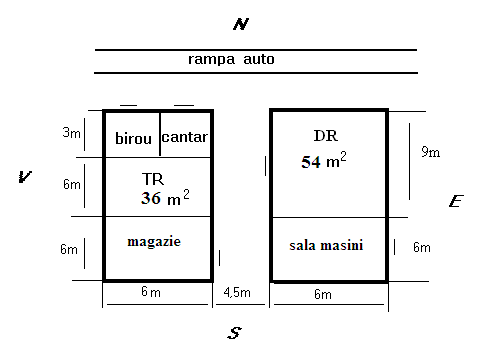 N
rampa auto
3m
birou
cantar
DR
54 m²
9m
V
6m
TR
36 m²
E
6m
magazie
sala masini
6m
6m
4,5m
6m
S